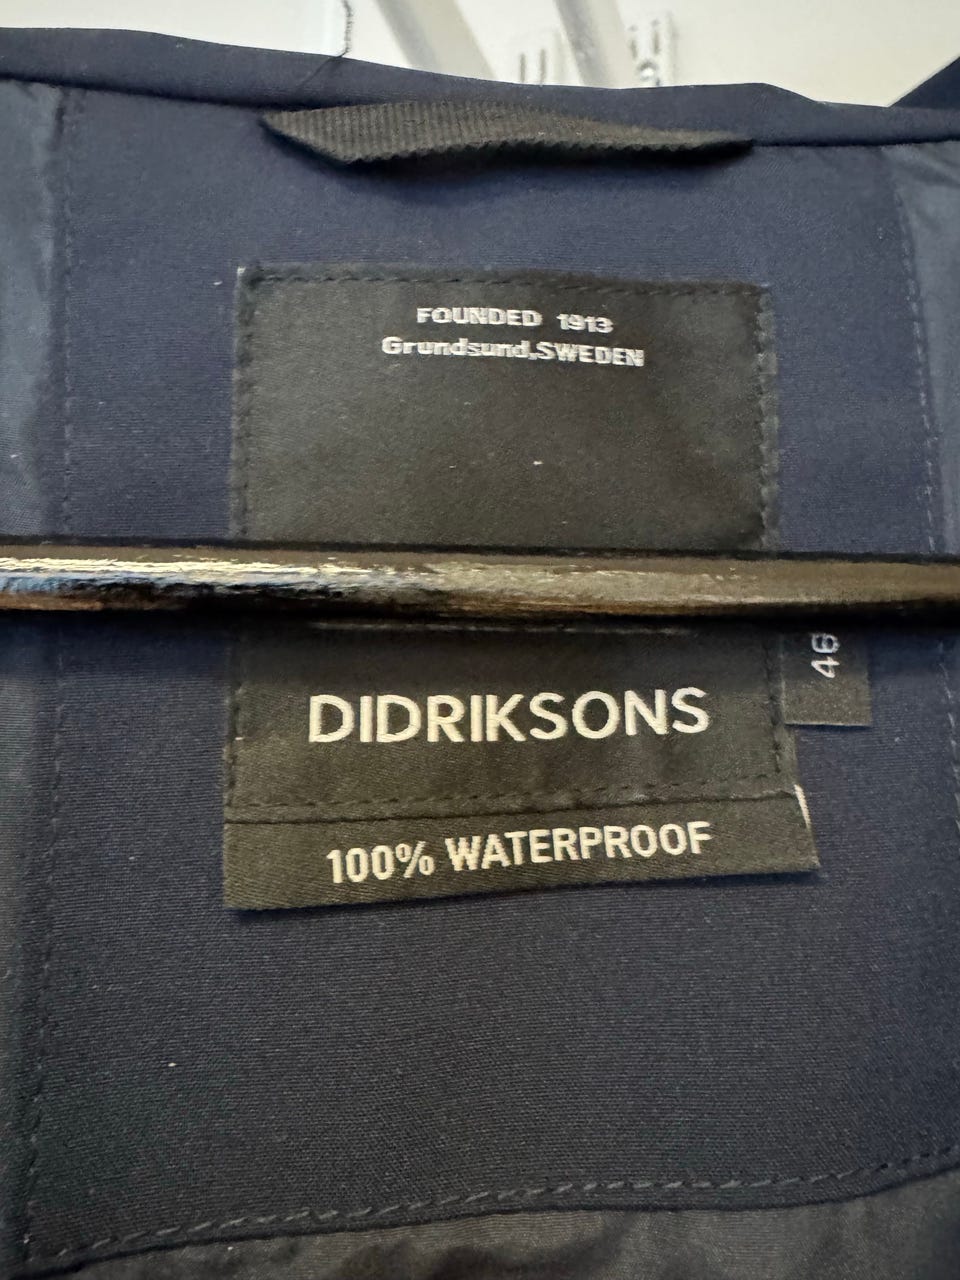 FOUNDED 1913
Grundsund,SWEDEN
46
DIDRIKSONS
100% WATERPROOF